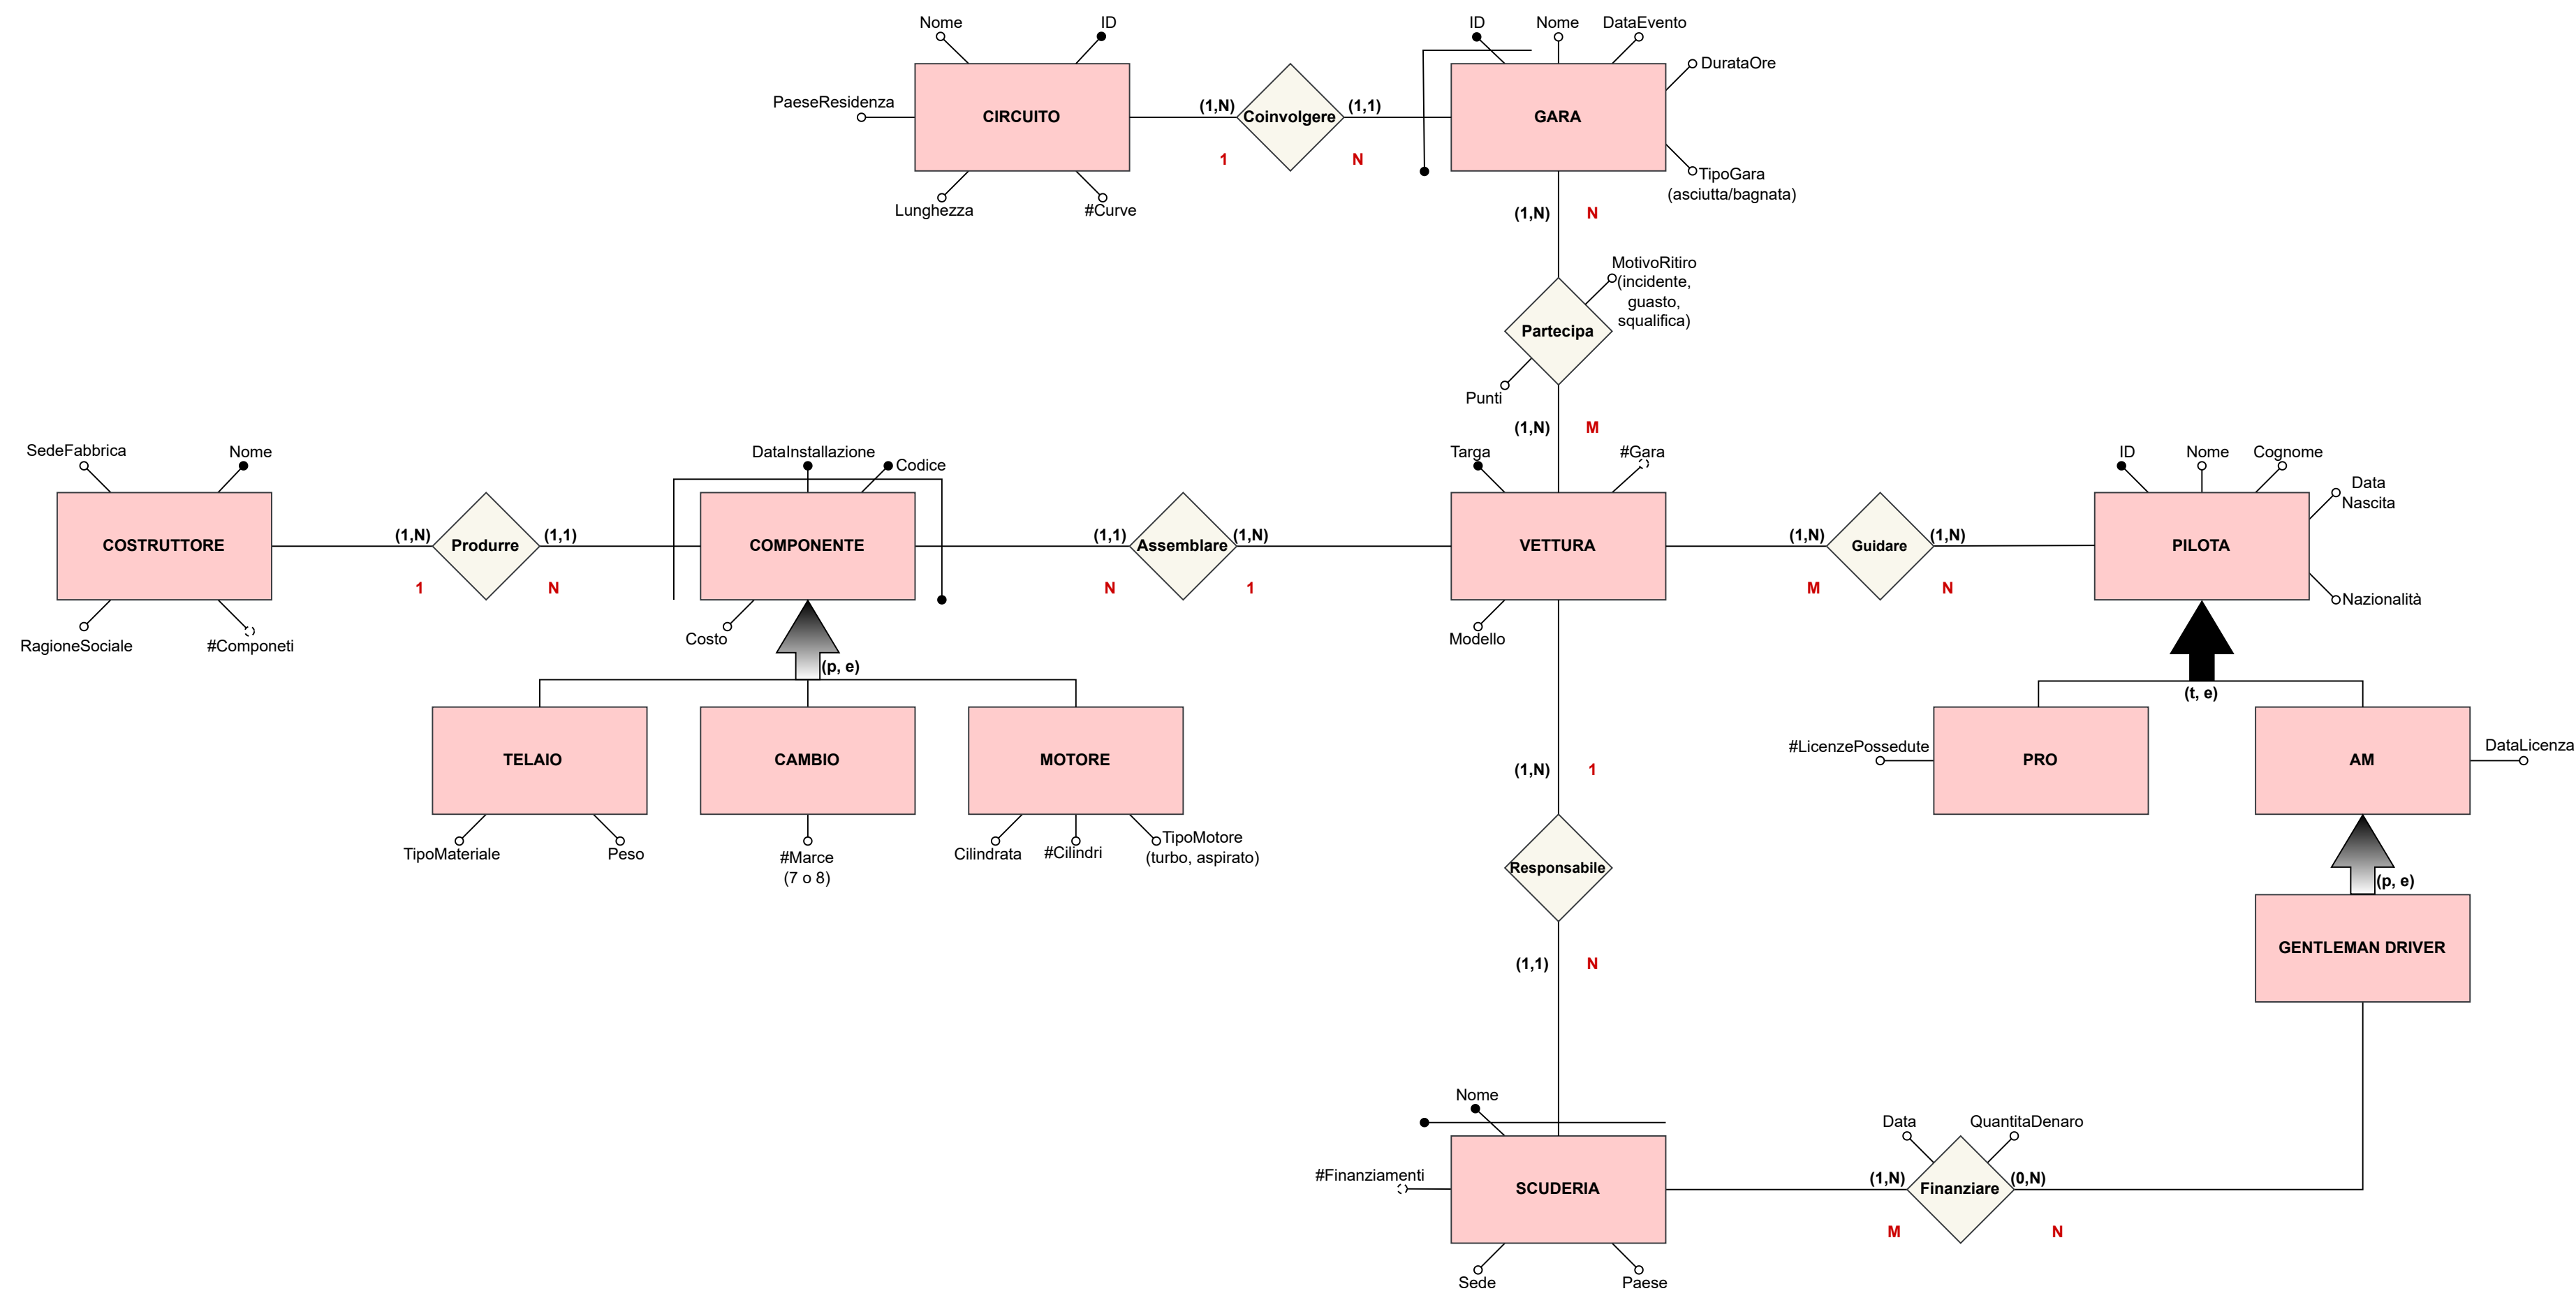 Nome
ID
ID
Nome
DataEvento
DurataOre
PaeseResidenza
CIRCUITO
(1,N)
Coinvolgere
(1,1)
GARA
1
N
TipoGara
(asciutta/bagnata)
Lunghezza
#Curve
(1,N)
N
MotivoRitiro
(incidente,
guasto,
squalifica)
Partecipa
Punti
(1,N)
M
SedeFabbrica
Nome
DataInstallazione
Codice
Targa
#Gara
ID
Nome
Cognome
Data
Nascita
COSTRUTTORE
(1,N)
Produrre
(1,1)
COMPONENTE
(1,1)
Assemblare
(1,N)
VETTURA
(1,N)
Guidare
(1,N)
PILOTA
1
N
N
1
M
N
Nazionalità
RagioneSociale
#Componeti
Costo
Modello
(p, e)
(t, e)
TELAIO
CAMBIO
MOTORE
(1,N)
1
#LicenzePossedute
PRO
AM
DataLicenza
TipoMateriale
Peso
#Marce
(7 o 8)
Cilindrata
#Cilindri
TipoMotore
(turbo, aspirato)
Responsabile
(p, e)
GENTLEMAN DRIVER
(1,1)
N
Nome
Data
QuantitaDenaro
#Finanziamenti
SCUDERIA
(1,N)
Finanziare
(0,N)
M
N
Sede
Paese